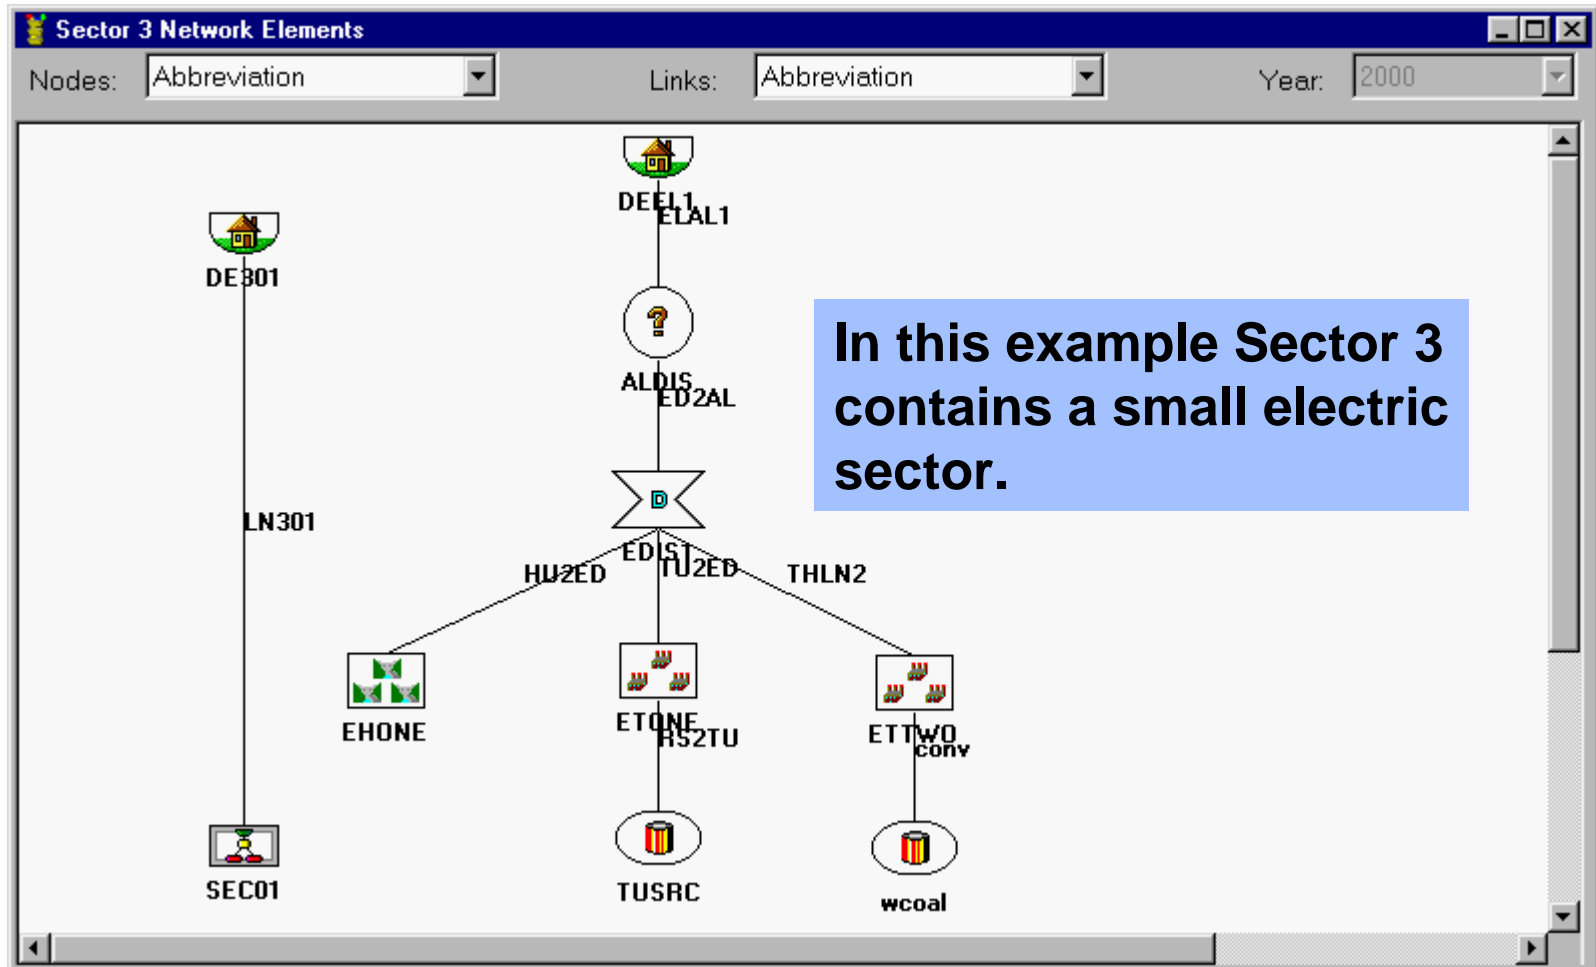 Sector 3 Network Elements
Nodes: Abbreviation Links: Abbreviation Year: 2000
DEEL1
ELAL1
DE301
?
In this example Sector 3
contains a small electric
sector.
ALDIS
ED2AL
D
LN301
EDIST
HU2ED TU2ED THLN2
EHONE ETONE ETTWO
RS2TU conv
SEC01 TUSRC wcoal